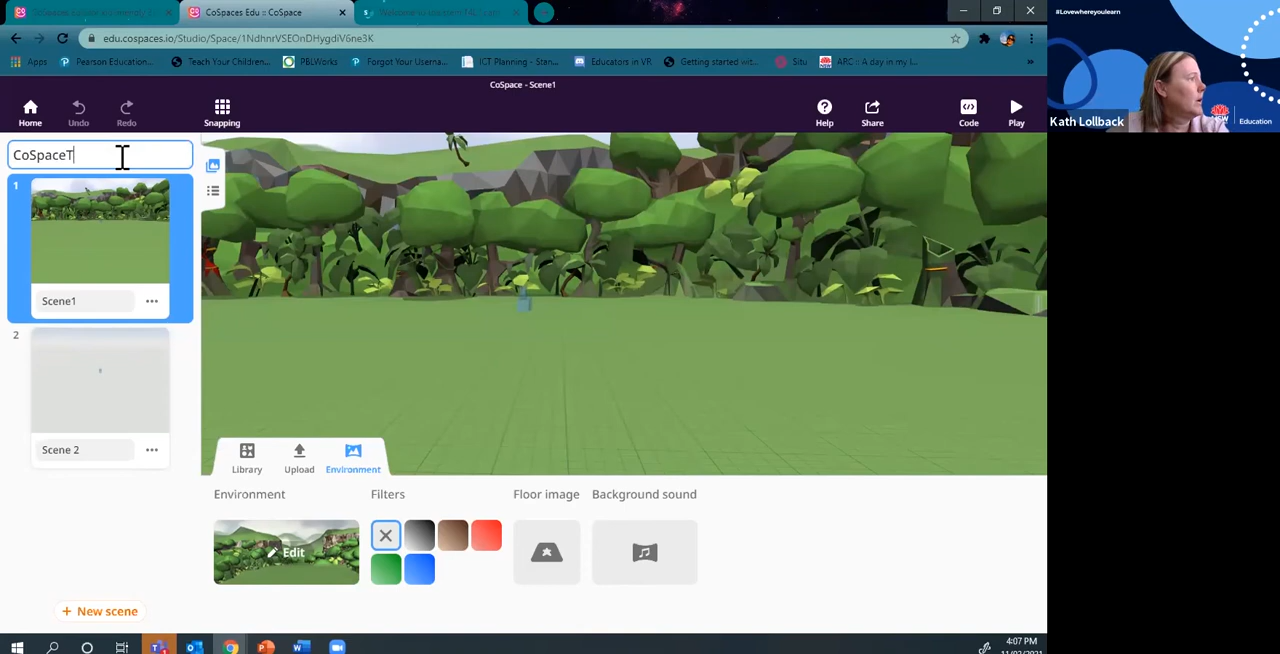 CoSpaces Edu :: CoSpace
edu.cospaces.io/Studio/Space/1NdhnrVSEOnDHygdiV6ne3K
Apps
Pearson Education...
Teach Your Children...
PBLWorks
Forgot Your Userna...
ICT Planning - Stan...
Educators in VR
Getting started wit...
Situ
ARC :: A day in my l...
»
CoSpace - Scene1
Home
Undo
Redo
Snapping
Help
Share
Code
Play
CoSpaceT
1
Scene1
2
Scene 2
+ New scene
Library
Upload
Environment
Environment
Filters
Floor image
Background sound
Edit
4:07 PM
#Lovewhereyoulearn
Kath Lollback
NSW
Education